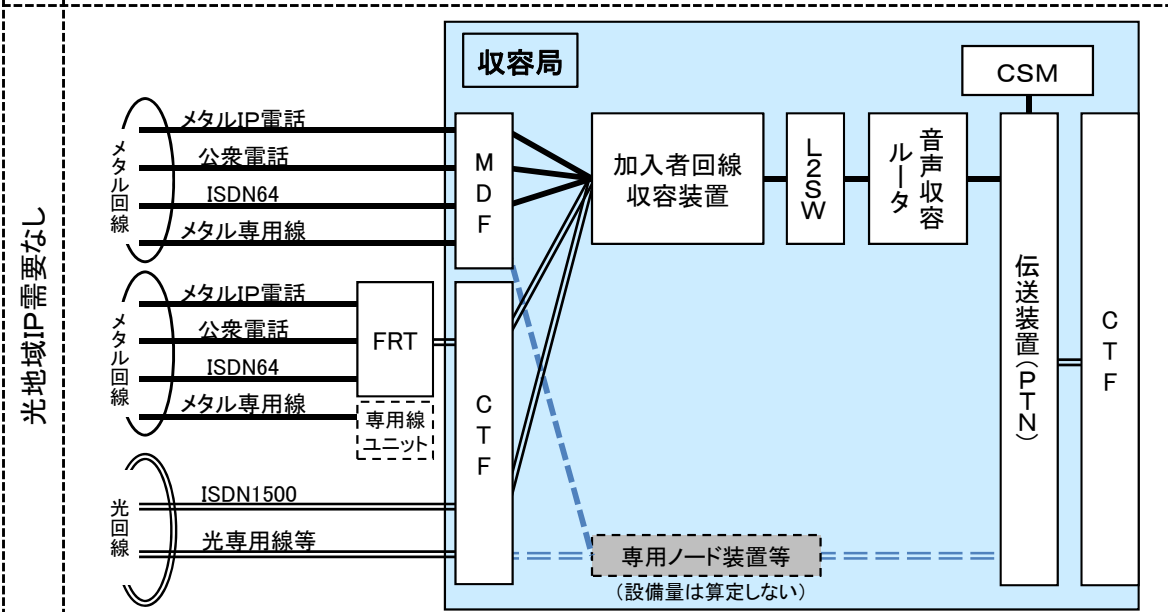 光地域IP需要なし
収容局
CSM
メタル回線
メタルIP電話
公衆電話
ISDN64
メタル専用線
MDF
加入者回線
収容装置
L2SW
音声収容
ルータ
伝送装置(PTN)
CTF
メタル回線
メタルIP電話
公衆電話
ISDN64
メタル専用線
FRT
専用線
ユニット
CTF
光回線
ISDN1500
光専用線等
専用ノード装置等
(設備量は算定しない)